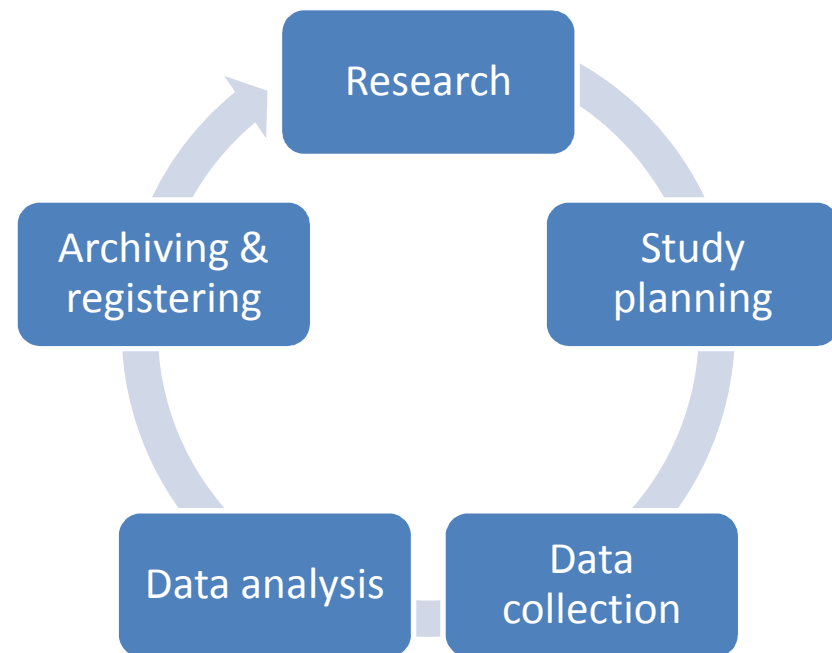 Research
Study
planning
Data
collection
Data analysis
Archiving &
registering